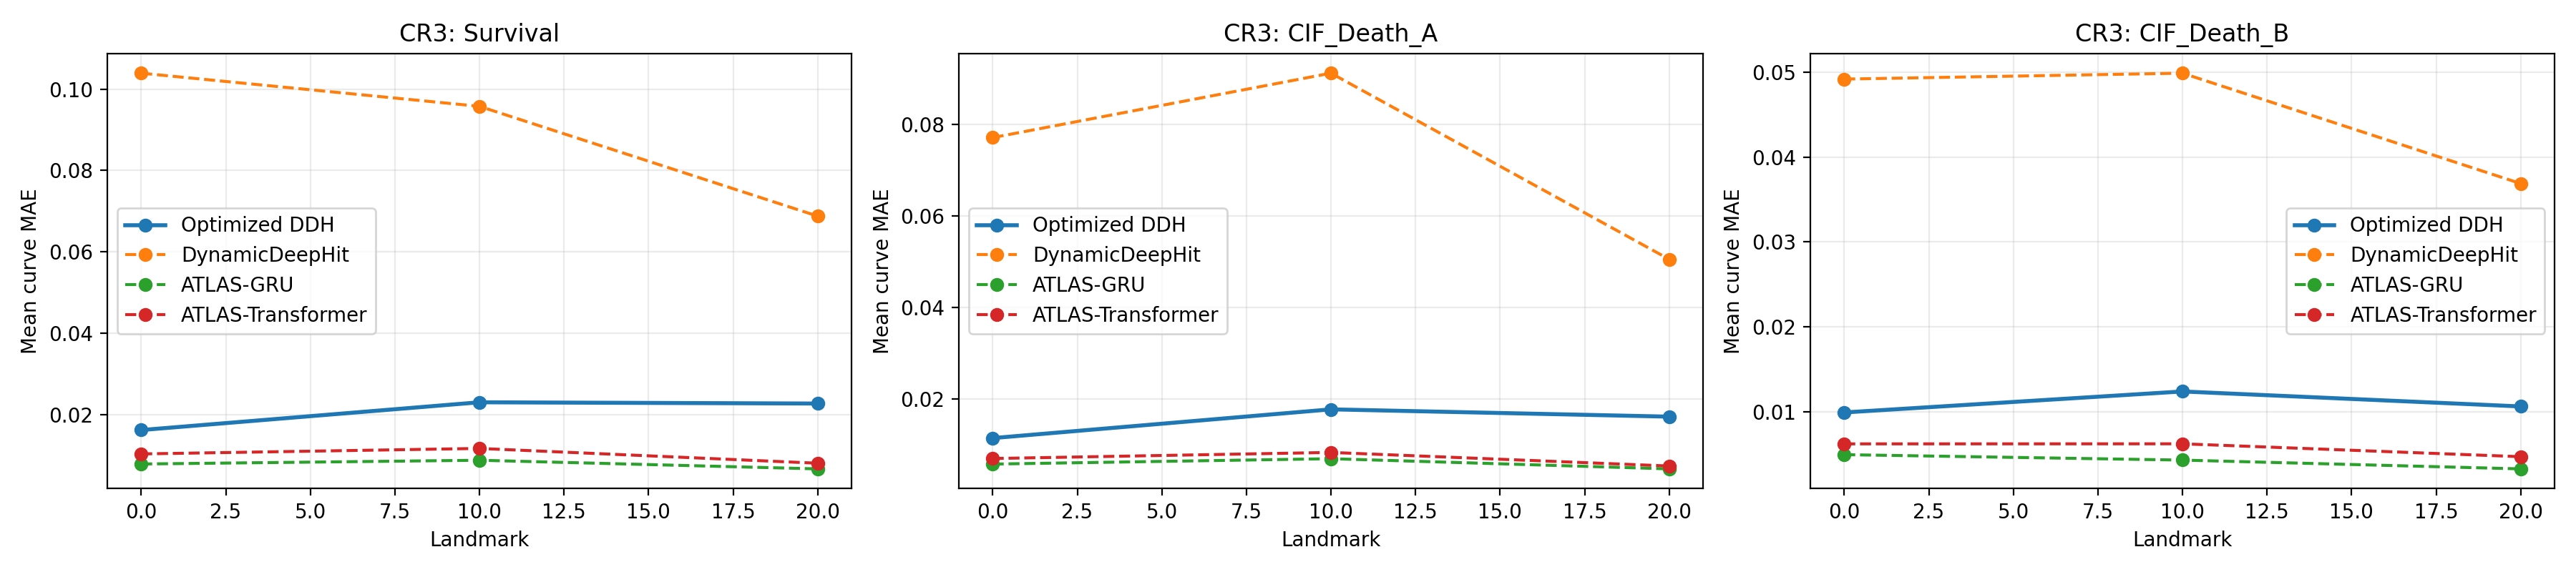 CR3: Survival
Mean curve MAE
0.10
0.08
0.06
0.04
0.02
Optimized DDH
DynamicDeepHit
ATLAS-GRU
ATLAS-Transformer
0.0 2.5 5.0 7.5 10.0 12.5 15.0 17.5 20.0
Landmark
CR3: CIF_Death_A
Mean curve MAE
0.08
0.06
0.04
0.02
Optimized DDH
DynamicDeepHit
ATLAS-GRU
ATLAS-Transformer
0.0 2.5 5.0 7.5 10.0 12.5 15.0 17.5 20.0
Landmark
CR3: CIF_Death_B
Mean curve MAE
0.05
0.04
0.03
0.02
0.01
Optimized DDH
DynamicDeepHit
ATLAS-GRU
ATLAS-Transformer
0.0 2.5 5.0 7.5 10.0 12.5 15.0 17.5 20.0
Landmark